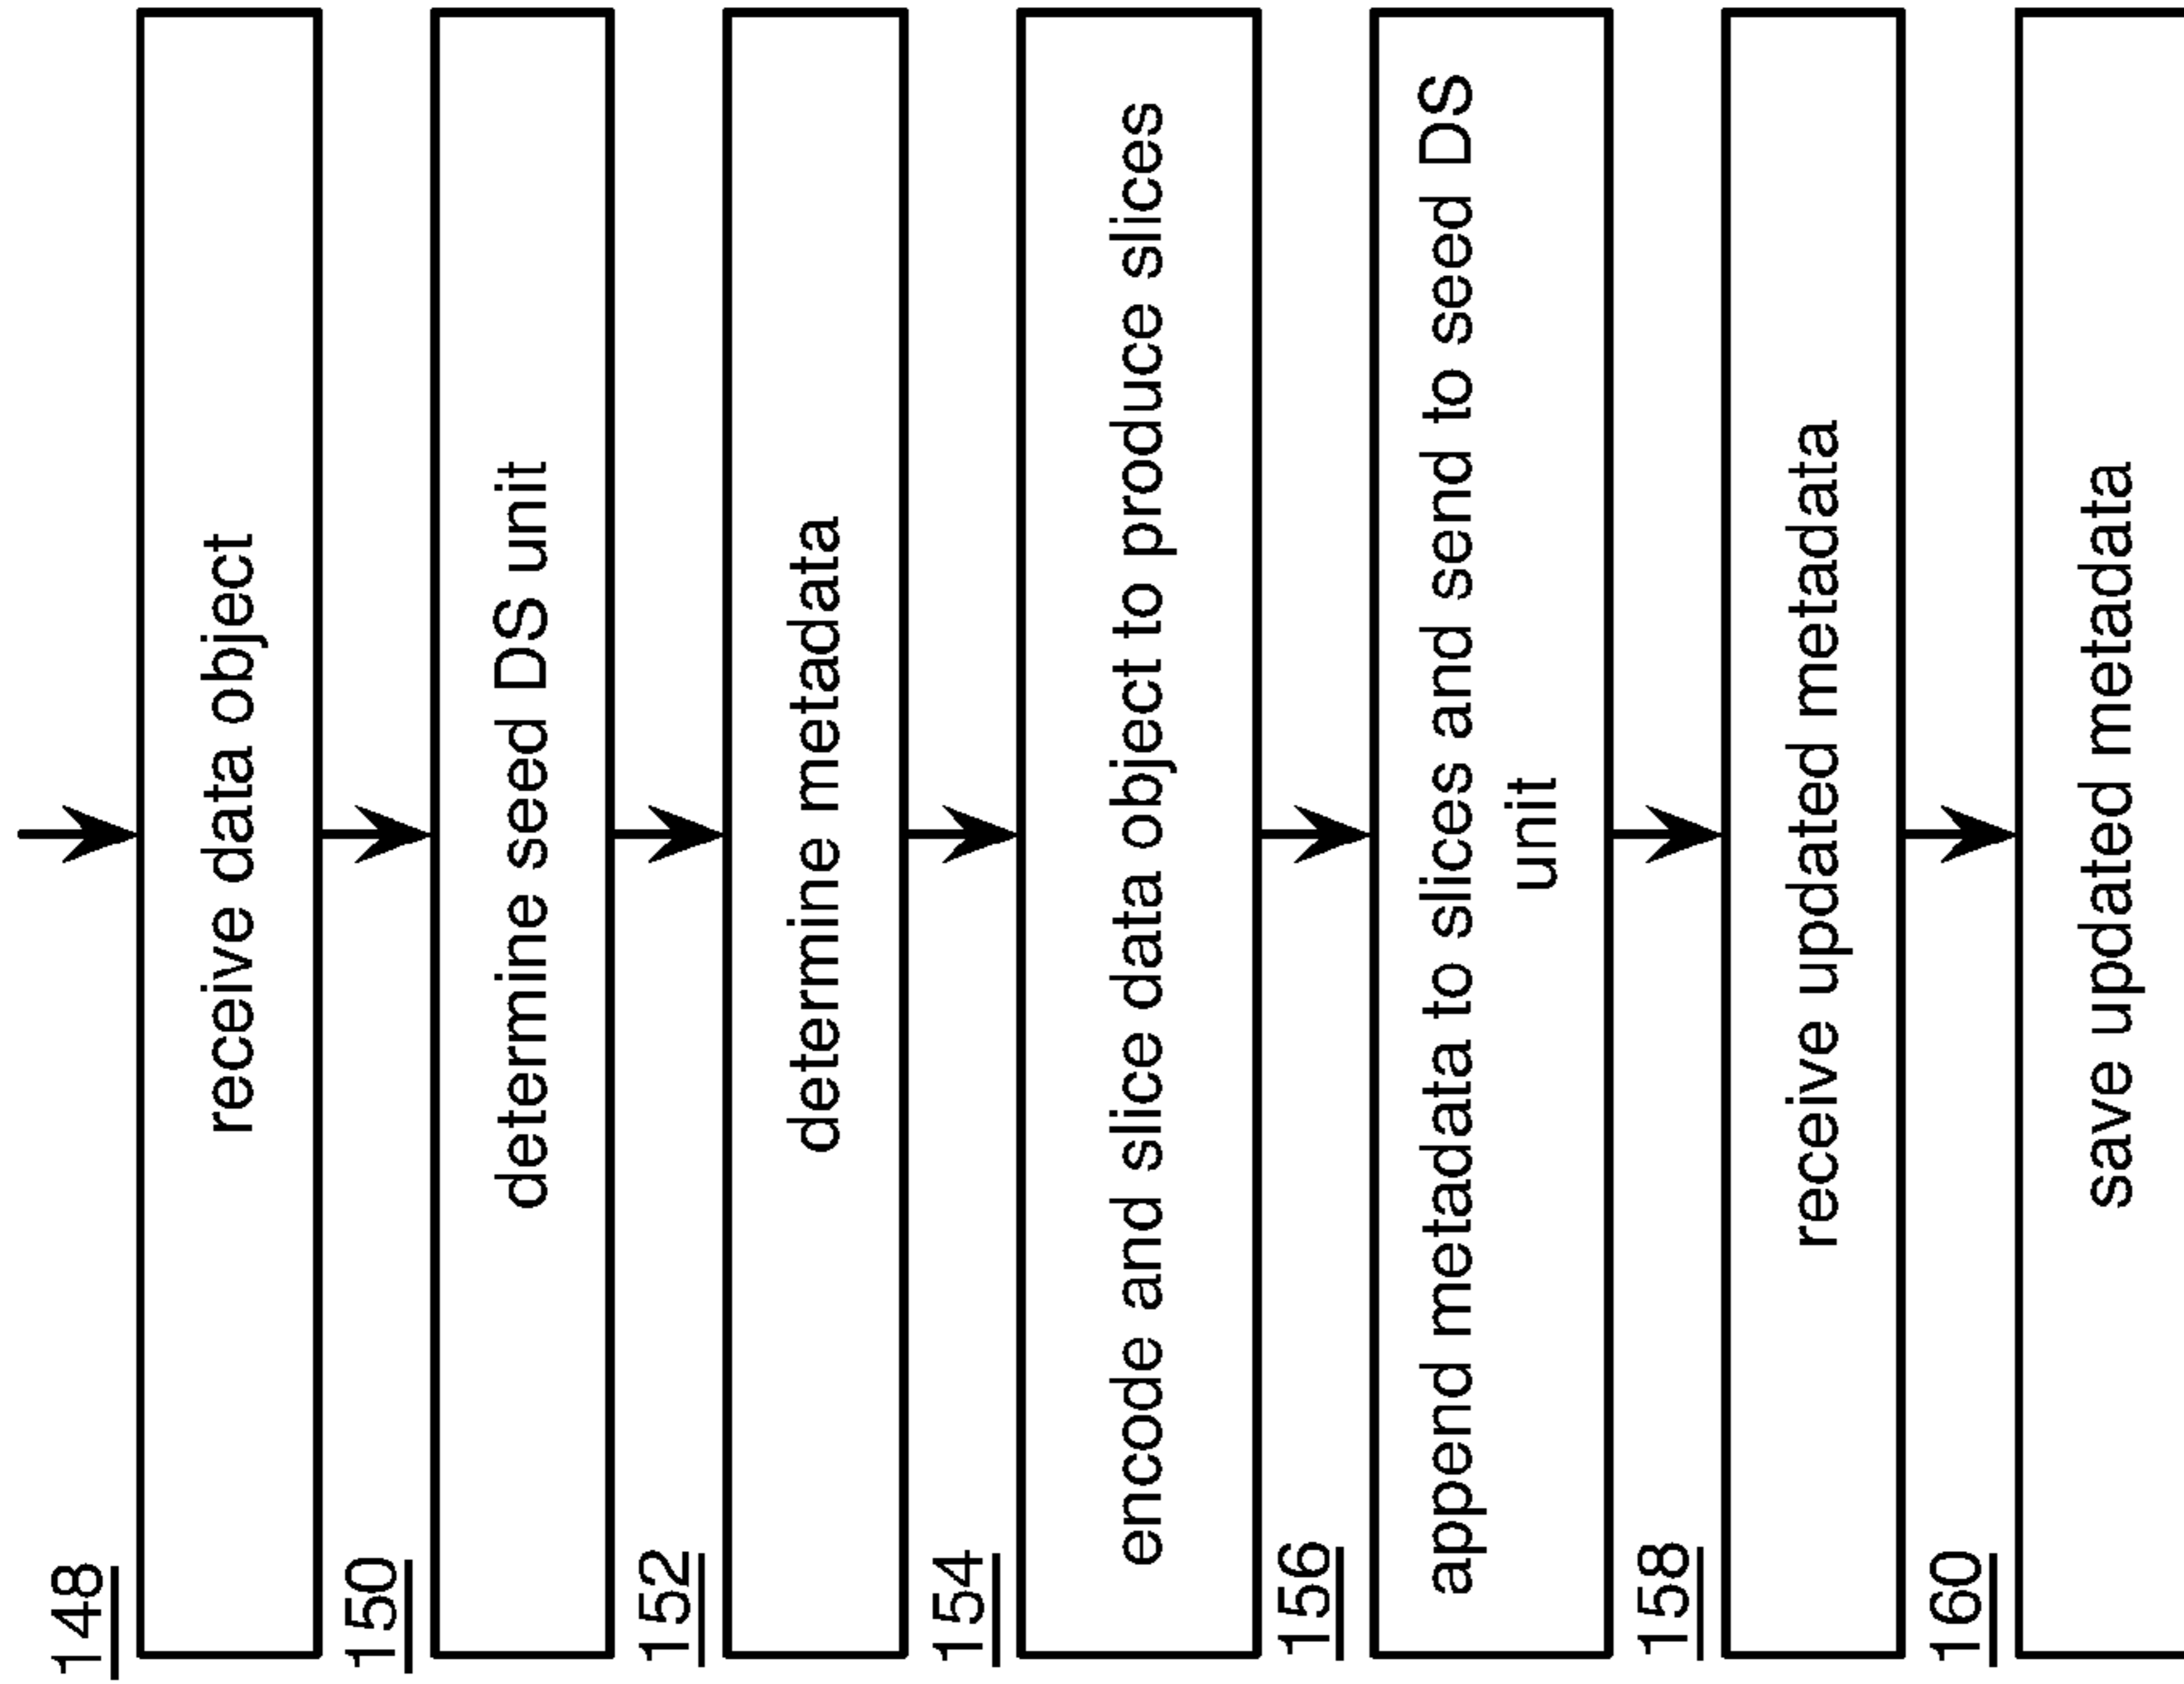 148
receive data object
150
determine seed DS unit
152
determine metadata
154
encode and slice data object to produce slices
156
append metadata to slices and send to seed DS
unit
158
receive updated metadata
160
save updated metadata